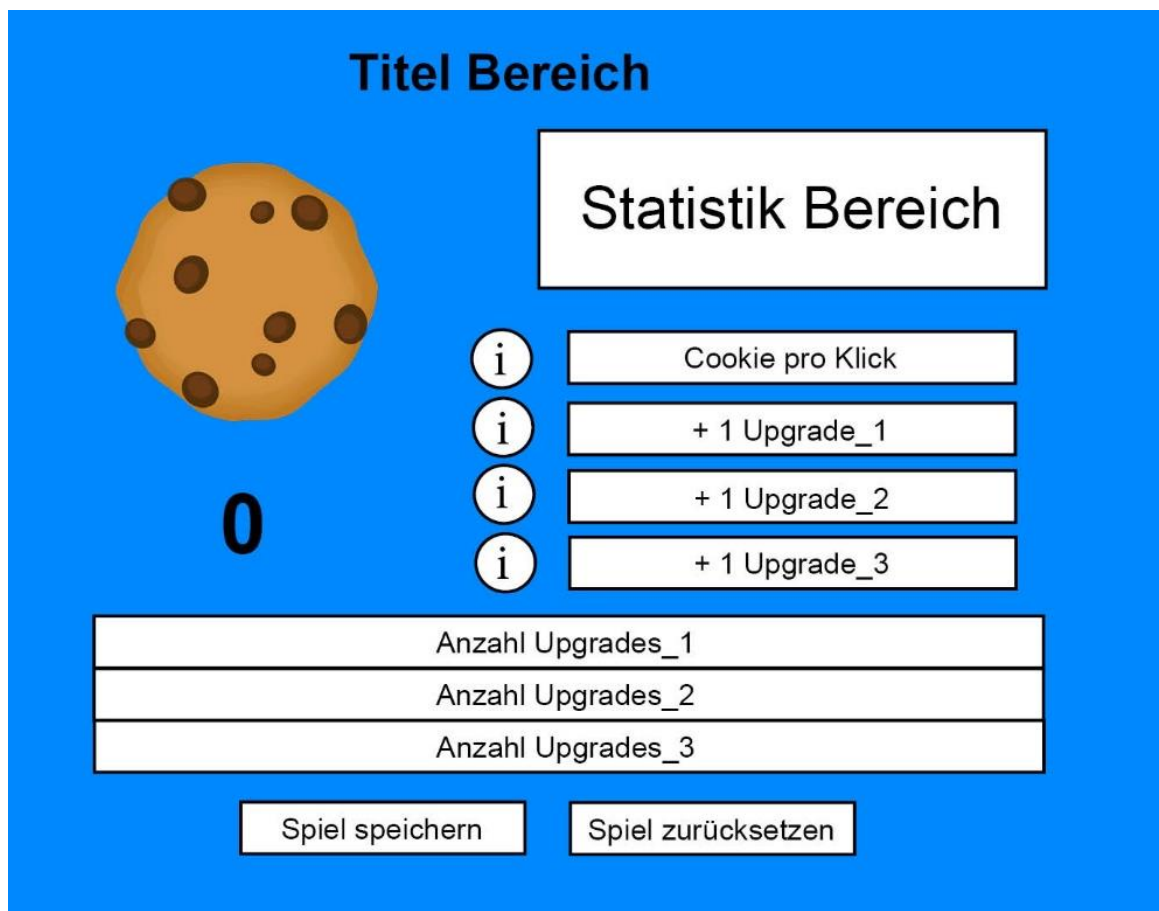 Titel Bereich
Statistik Bereich
i
Cookie pro Klick
i
+ 1 Upgrade_1
i
+ 1 Upgrade_2
i
+ 1 Upgrade_3
0
Anzahl Upgrades_1
Anzahl Upgrades_2
Anzahl Upgrades_3
Spiel speichern
Spiel zurücksetzen